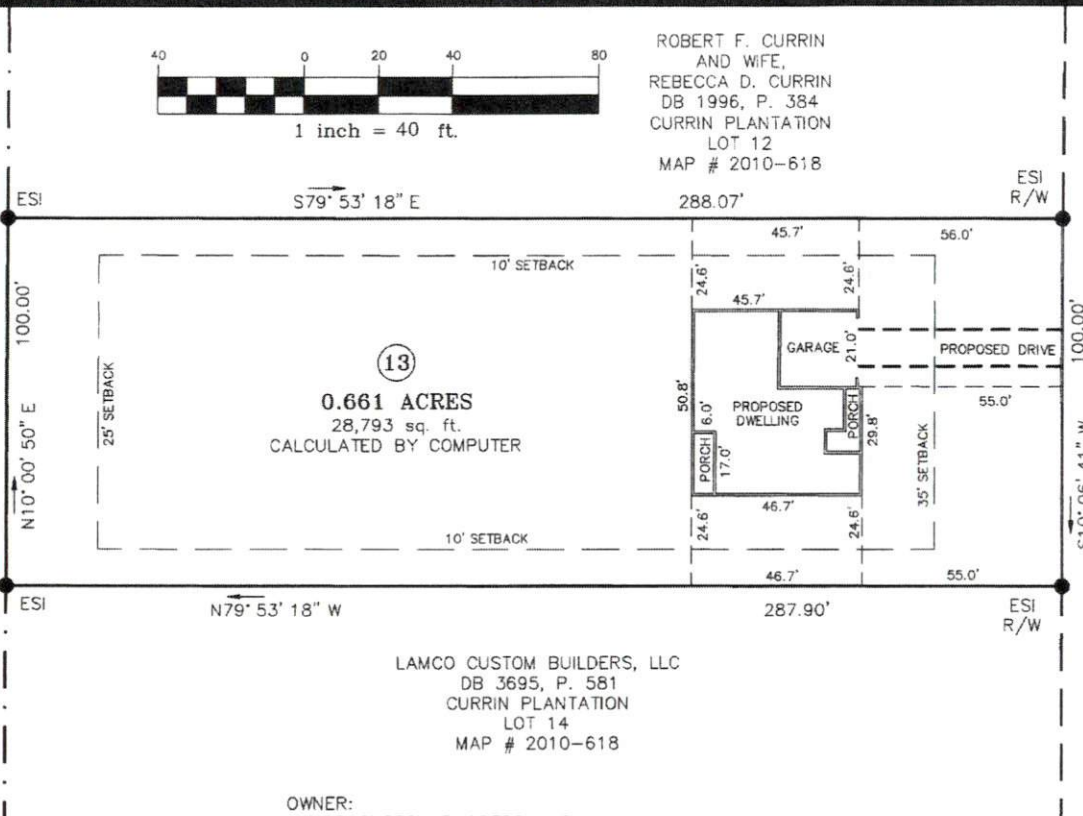 40 0 20 40 80
1 inch = 40 ft.
ROBERT F. CURRIN
AND WIFE,
REBECCA D. CURRIN
DB 1996, P. 384
CURRIN PLANTATION
LOT 12
MAP # 2010-618
ESI
ESI
R/W
S79° 53' 18" E
288.07'
45.7'
56.0'
10' SETBACK
24.6'
24.6'
45.7'
100.00'
N10° 00' 50" E
25' SETBACK
13
0.661 ACRES
28,793 sq. ft.
CALCULATED BY COMPUTER
50.8'
GARAGE
21.0'
PROPOSED DRIVE
100.00'
55.0'
PROPOSED
DWELLING
6.0'
PORCH
17.0'
PORCH
29.8'
35' SETBACK
S10° 06' 41" W
46.7'
24.6'
24.6'
10' SETBACK
46.7'
55.0'
ESI
N79° 53' 18" W
287.90'
ESI
R/W
LAMCO CUSTOM BUILDERS, LLC
DB 3695, P. 581
CURRIN PLANTATION
LOT 14
MAP # 2010-618
OWNER: